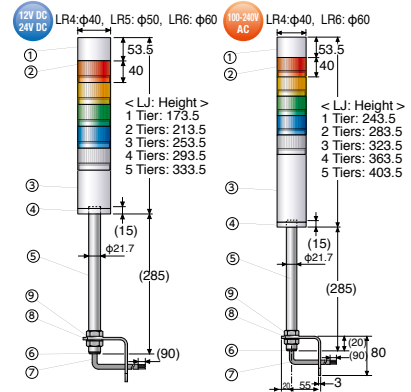 12V DC
24V DC
LR4:φ40, LR5: φ50, LR6: φ60
①
53.5
②
40
< LJ: Height >
1 Tier: 173.5
2 Tiers: 213.5
3 Tiers: 253.5
4 Tiers: 293.5
5 Tiers: 333.5
③
④
(15)
φ21.7
⑤
(285)
⑨
⑧
⑥
(90)
⑦
100-240V
AC
LR4:φ40, LR6: φ60
①
53.5
②
40
< LJ: Height >
1 Tier: 243.5
2 Tiers: 283.5
3 Tiers: 323.5
4 Tiers: 363.5
5 Tiers: 403.5
③
④
(15)
φ21.7
⑤
(285)
⑨
⑧
(20)
⑥
(90)
80
⑦
3
20
55